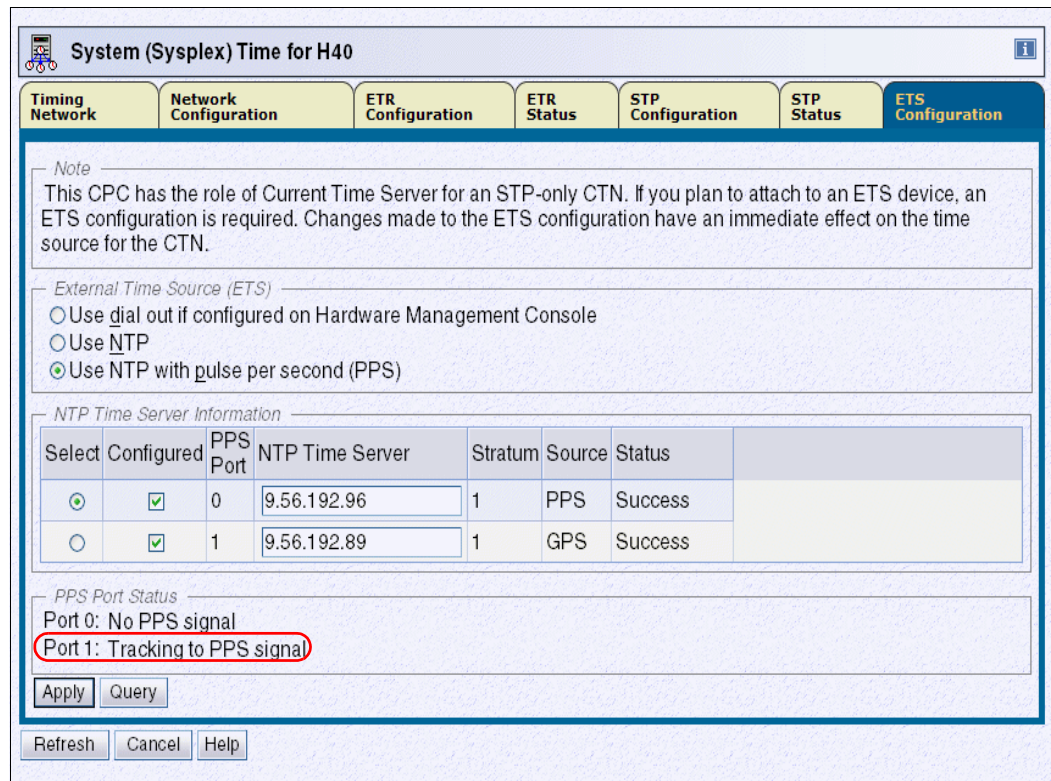 System (Sysplex) Time for H40
i
Timing Network
Network Configuration
ETR Configuration
ETR Status
STP Configuration
STP Status
ETS Configuration
Note
This CPC has the role of Current Time Server for an STP-only CTN. If you plan to attach to an ETS device, an
ETS configuration is required. Changes made to the ETS configuration have an immediate effect on the time
source for the CTN.
External Time Source (ETS)
Use dial out if configured on Hardware Management Console
Use NTP
Use NTP with pulse per second (PPS)
NTP Time Server Information
Select Configured PPS Port NTP Time Server Stratum Source Status
0 9.56.192.96 1 PPS Success
1 9.56.192.89 1 GPS Success
PPS Port Status
Port 0: No PPS signal
Port 1: Tracking to PPS signal
Apply Query
Refresh Cancel Help